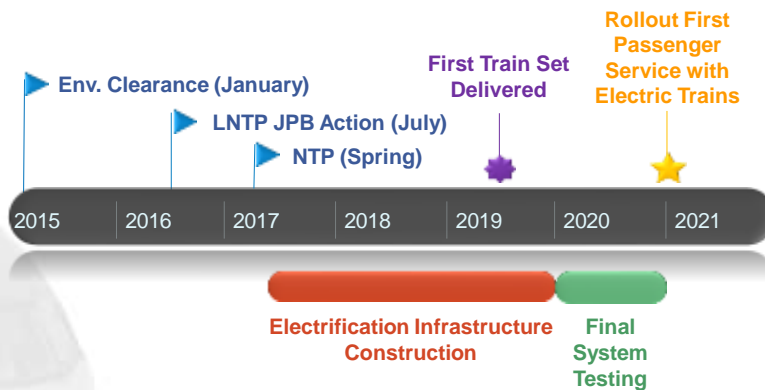 Rollout First
Passenger
Service with
Electric Trains
First Train Set
Delivered
Env. Clearance (January)
LNTP JPB Action (July)
NTP (Spring)
2015 2016 2017 2018 2019 2020 2021
Electrification Infrastructure
Construction
Final
System
Testing